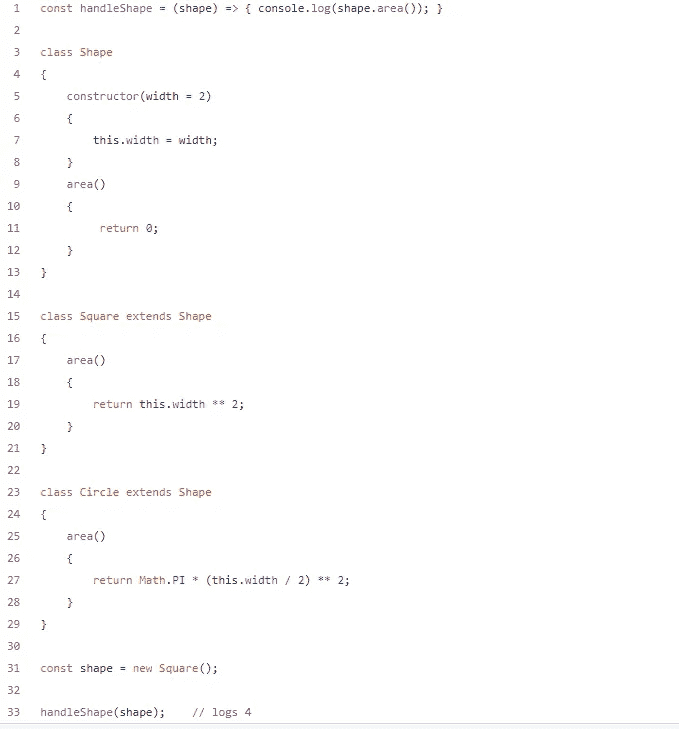 1 const handleShape = (shape) => { console.log(shape.area()); }
2
3 class Shape
4 {
5     constructor(width = 2)
6     {
7         this.width = width;
8     }
9     area()
10     {
11          return 0;
12     }
13 }
14
15 class Square extends Shape
16 {
17     area()
18     {
19         return this.width ** 2;
20     }
21 }
22
23 class Circle extends Shape
24 {
25     area()
26     {
27         return Math.PI * (this.width / 2) ** 2;
28     }
29 }
30
31 const shape = new Square();
32
33 handleShape(shape);    // logs 4